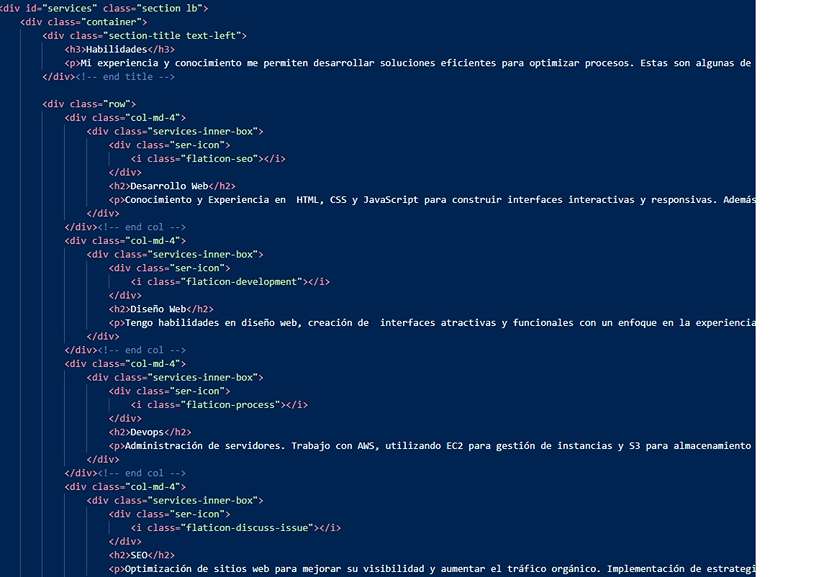 <div id="services" class="section lb">
<div class="container">
<div class="section-title text-left">
<h3>Habilidades</h3>
<p>Mi experiencia y conocimiento me permiten desarrollar soluciones eficientes para optimizar procesos. Estas son algunas de
</div><!-- end title -->
<div class="row">
<div class="col-md-4">
<div class="services-inner-box">
<div class="ser-icon">
<i class="flaticon-seo"></i>
</div>
<h2>Desarrollo Web</h2>
<p>Conocimiento y Experiencia en  HTML, CSS y JavaScript para construir interfaces interactivas y responsivas. Además
</div>
</div><!-- end col -->
<div class="col-md-4">
<div class="services-inner-box">
<div class="ser-icon">
<i class="flaticon-development"></i>
</div>
<h2>Diseño Web</h2>
<p>Tengo habilidades en diseño web, creación de  interfaces atractivas y funcionales con un enfoque en la experiencia
</div>
</div><!-- end col -->
<div class="col-md-4">
<div class="services-inner-box">
<div class="ser-icon">
<i class="flaticon-process"></i>
</div>
<h2>Devops</h2>
<p>Administración de servidores. Trabajo con AWS, utilizando EC2 para gestión de instancias y S3 para almacenamiento
</div>
</div><!-- end col -->
<div class="col-md-4">
<div class="services-inner-box">
<div class="ser-icon">
<i class="flaticon-discuss-issue"></i>
</div>
<h2>SEO</h2>
<p>Optimización de sitios web para mejorar su visibilidad y aumentar el tráfico orgánico. Implementación de estrategi